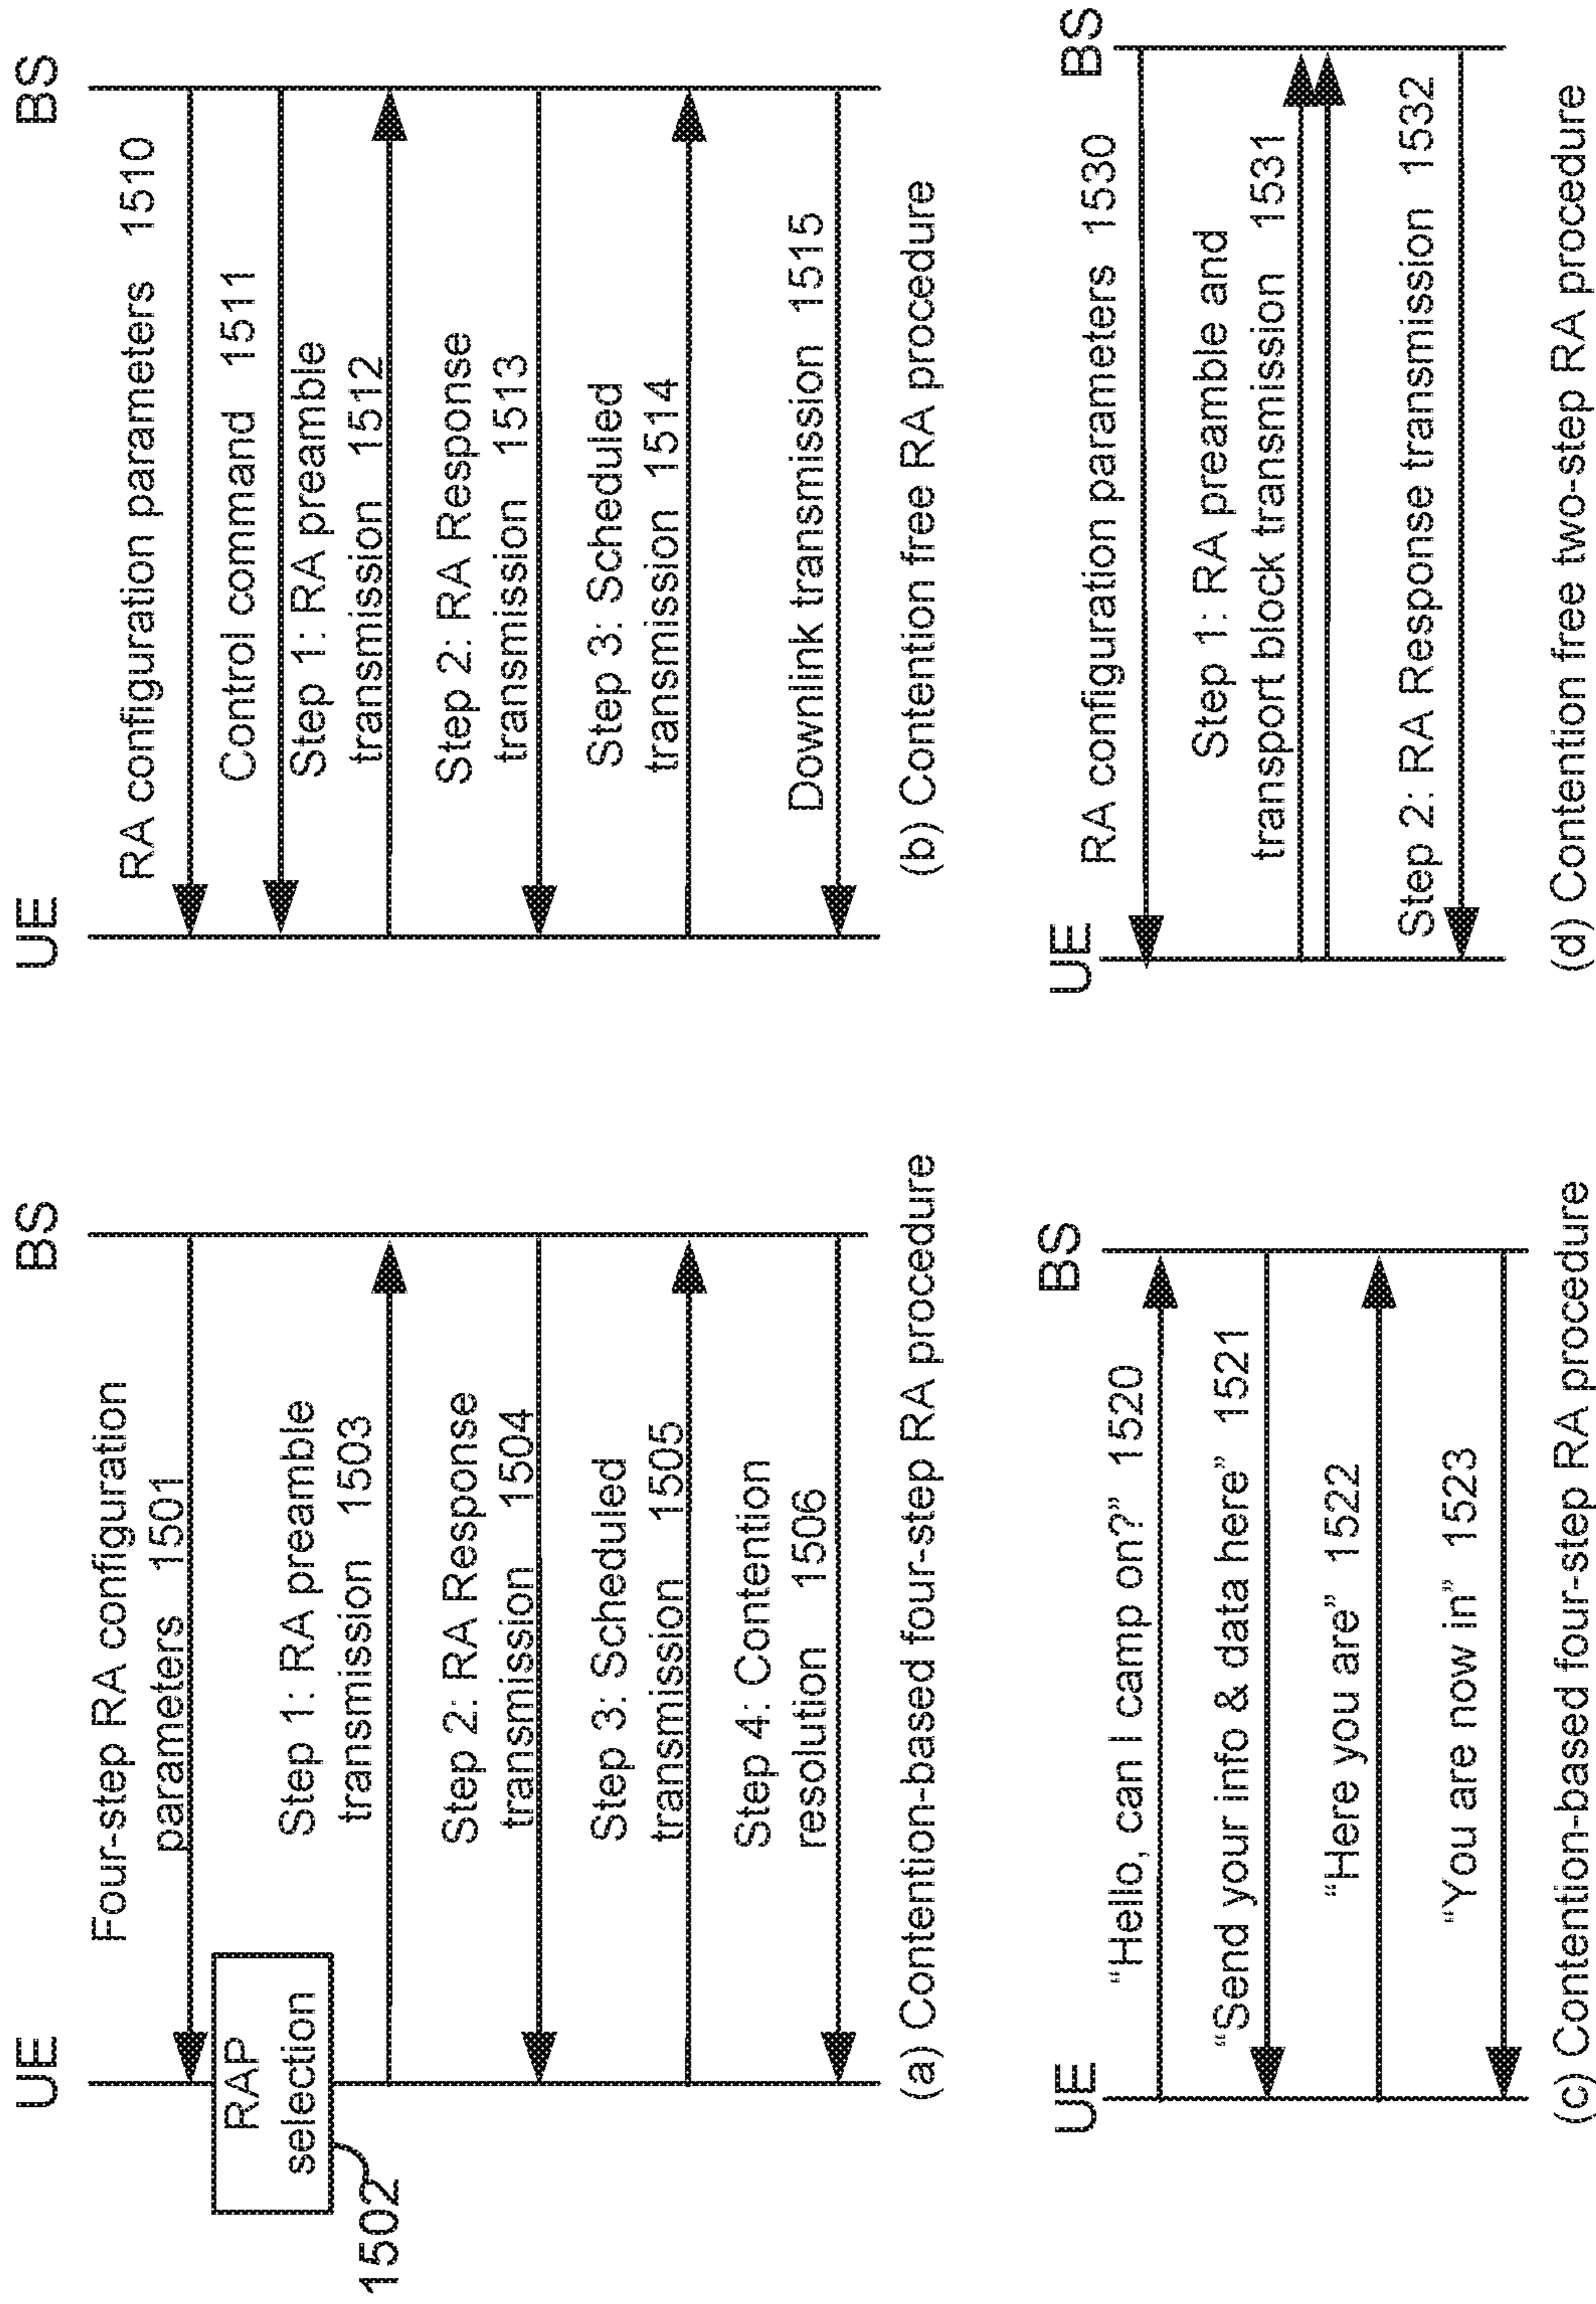 UE
BS
Four-step RA configuration
parameters 1501
RAP
selection
1502
Step 1: RA preamble
transmission 1503
Step 2: RA Response
transmission 1504
Step 3: Scheduled
transmission 1505
Step 4: Contention
resolution 1506
(a) Contention-based four-step RA procedure
UE
BS
RA configuration parameters 1510
Control command 1511
Step 1: RA preamble
transmission 1512
Step 2: RA Response
transmission 1513
Step 3: Scheduled
transmission 1514
Downlink transmission 1515
(b) Contention free RA procedure
UE
BS
“Hello, can I camp on?” 1520
“Send your info & data here” 1521
“Here you are” 1522
“You are now in” 1523
(c) Contention-based four-step RA procedure
UE
BS
RA configuration parameters 1530
Step 1: RA preamble and
transport block transmission 1531
Step 2: RA Response transmission 1532
(d) Contention free two-step RA procedure